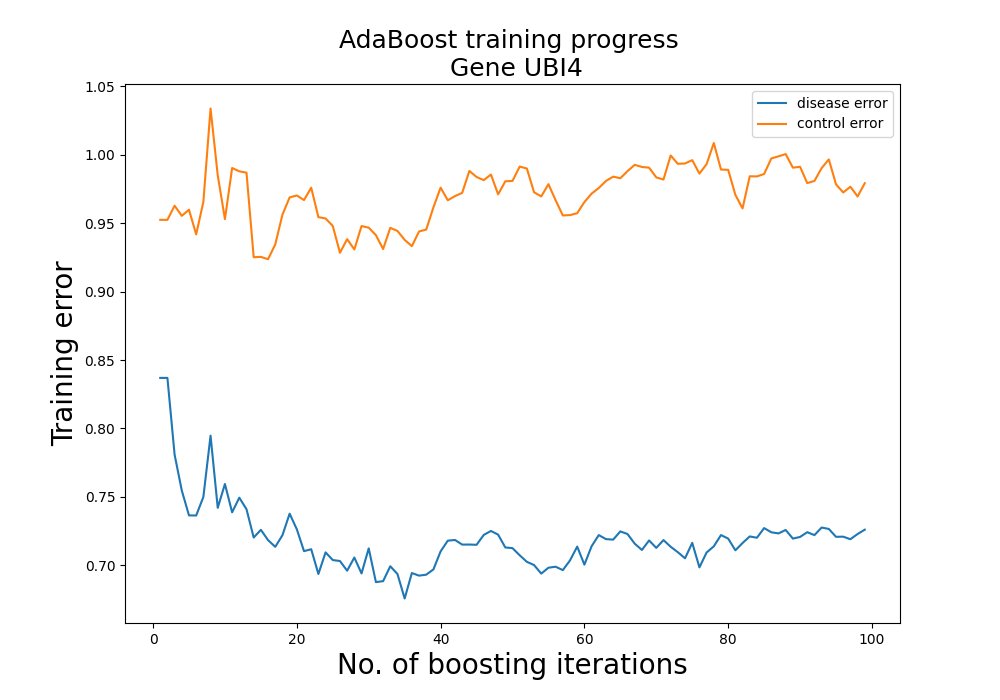 AdaBoost training progress
Gene UBI4
disease error
control error
Training error
1.05
1.00
0.95
0.90
0.85
0.80
0.75
0.70
0
20
40
60
80
100
No. of boosting iterations